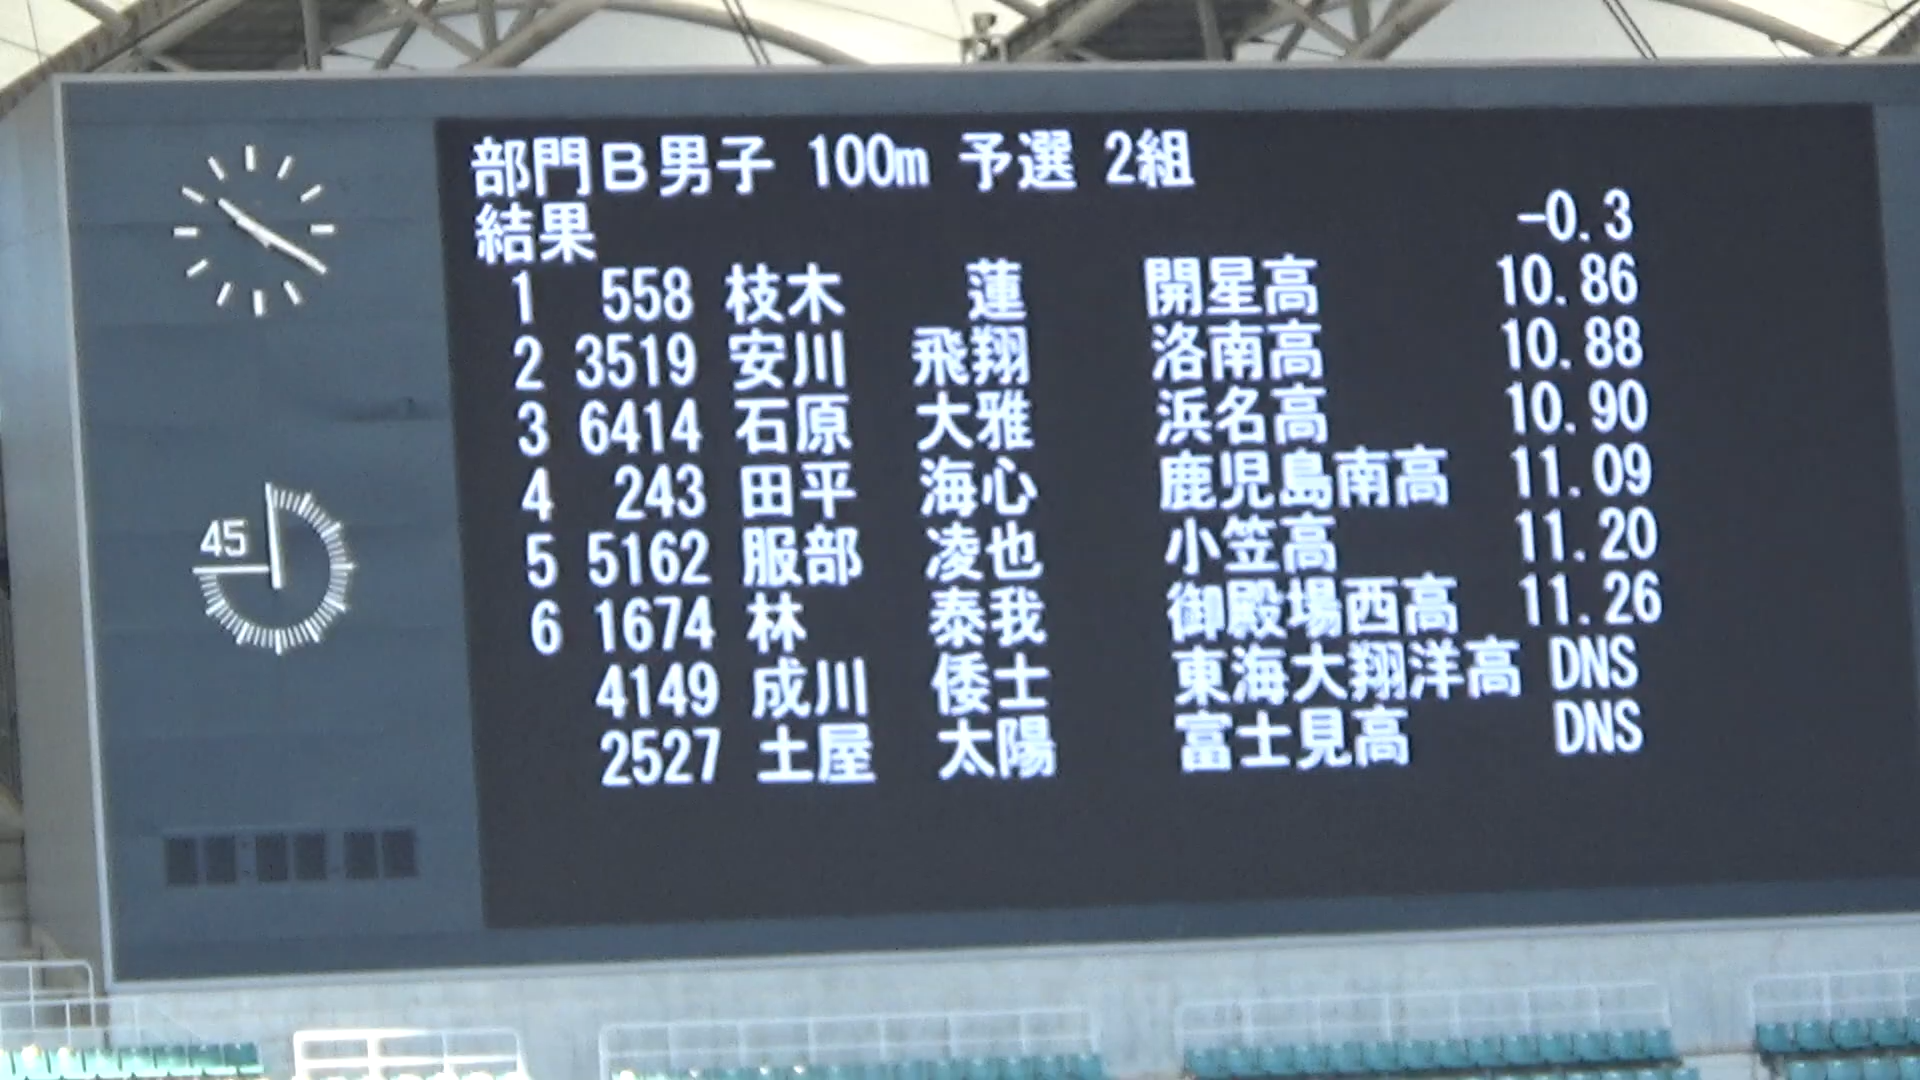 部門B男子 100m 予選 2組
結果 -0.3
1 558 枝木 蓮 開星高 10.86
2 3519 安川 飛翔 洛南高 10.88
3 6414 石原 大雅 浜名高 10.90
4 243 田平 海心 鹿児島南高 11.09
5 5162 服部 凌也 小笠高 11.20
6 1674 林 泰我 御殿場西高 11.26
4149 成川 倭士 東海大翔洋高 DNS
2527 土屋 太陽 富士見高 DNS
45